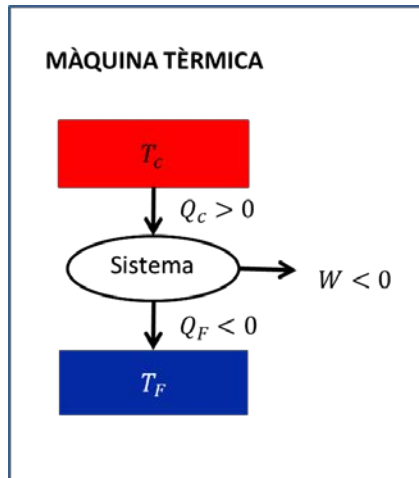 MÀQUINA TÈRMICA
T_c
Q_c > 0
Sistema
W < 0
Q_F < 0
T_F